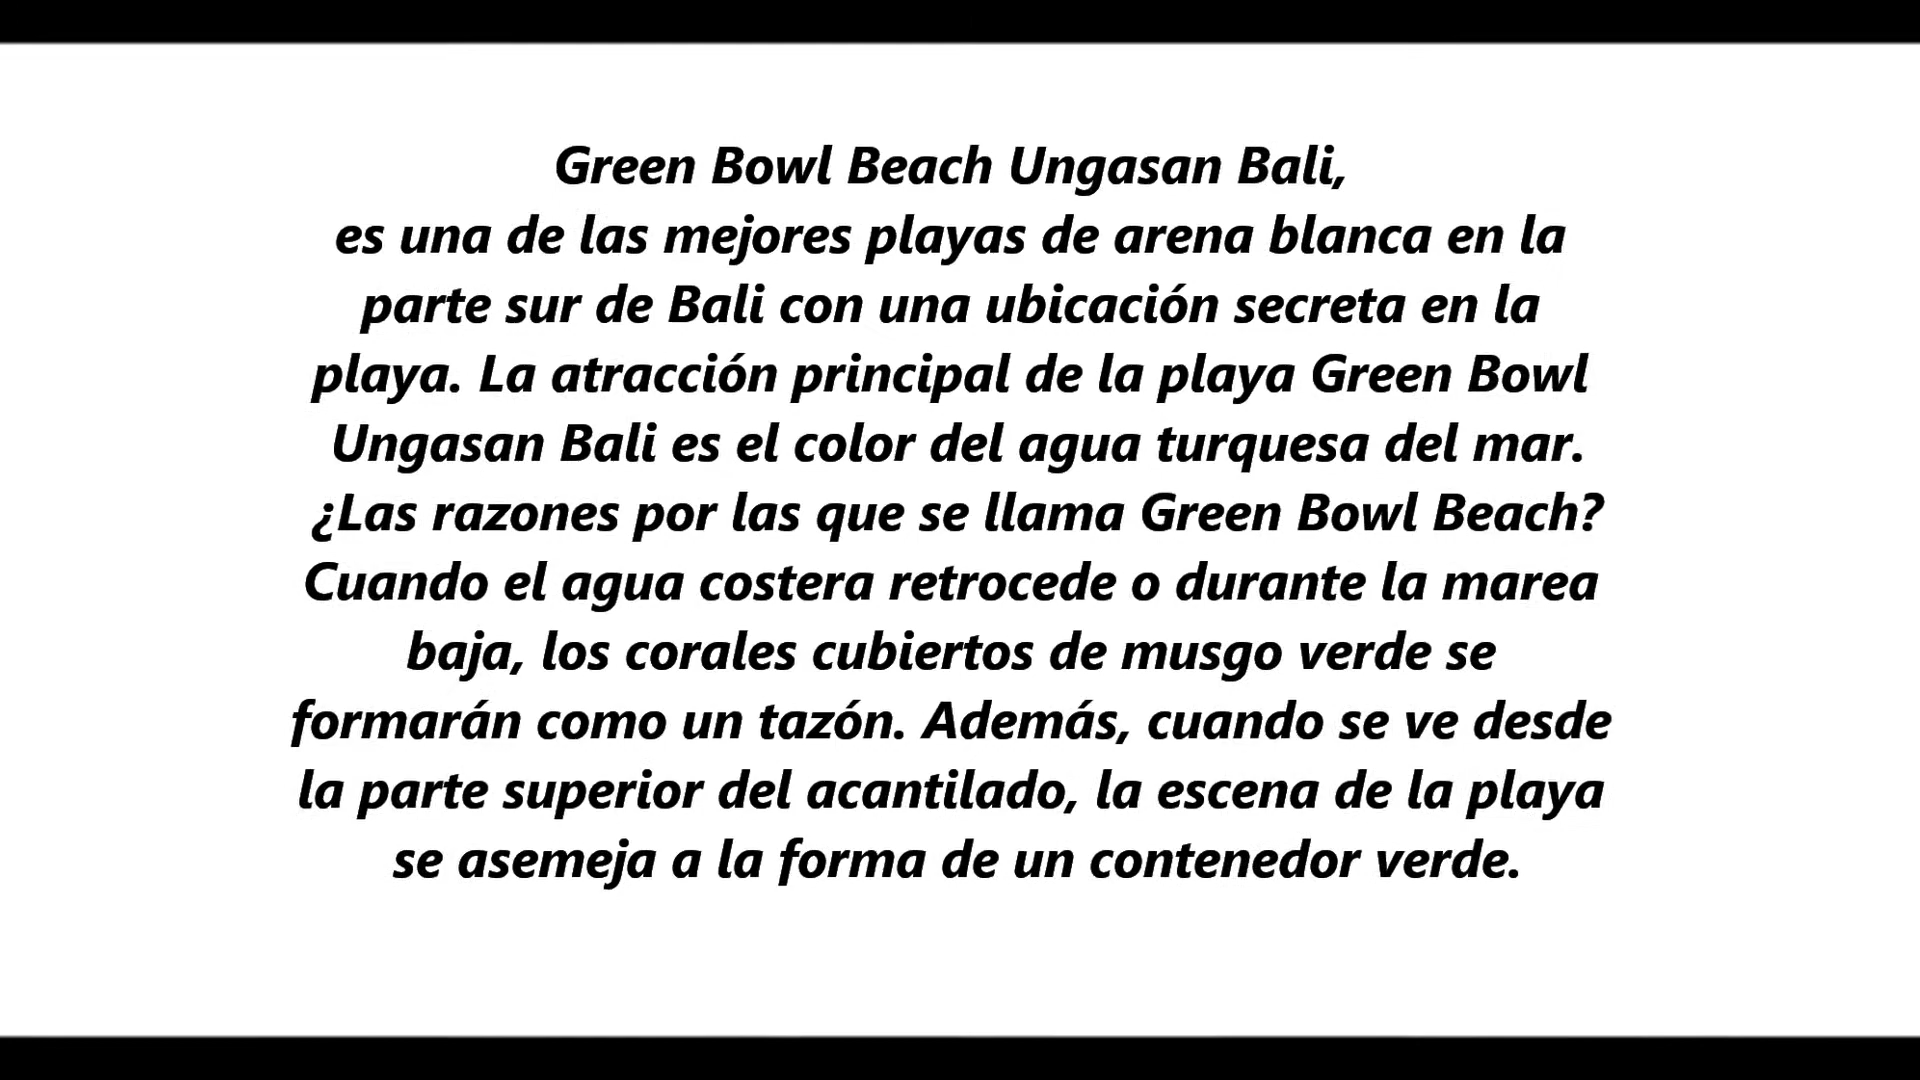 Green Bowl Beach Ungasan Bali,
es una de las mejores playas de arena blanca en la
parte sur de Bali con una ubicación secreta en la
playa. La atracción principal de la playa Green Bowl
Ungasan Bali es el color del agua turquesa del mar.
¿Las razones por las que se llama Green Bowl Beach?
Cuando el agua costera retrocede o durante la marea
baja, los corales cubiertos de musgo verde se
formarán como un tazón. Además, cuando se ve desde
la parte superior del acantilado, la escena de la playa
se asemeja a la forma de un contenedor verde.